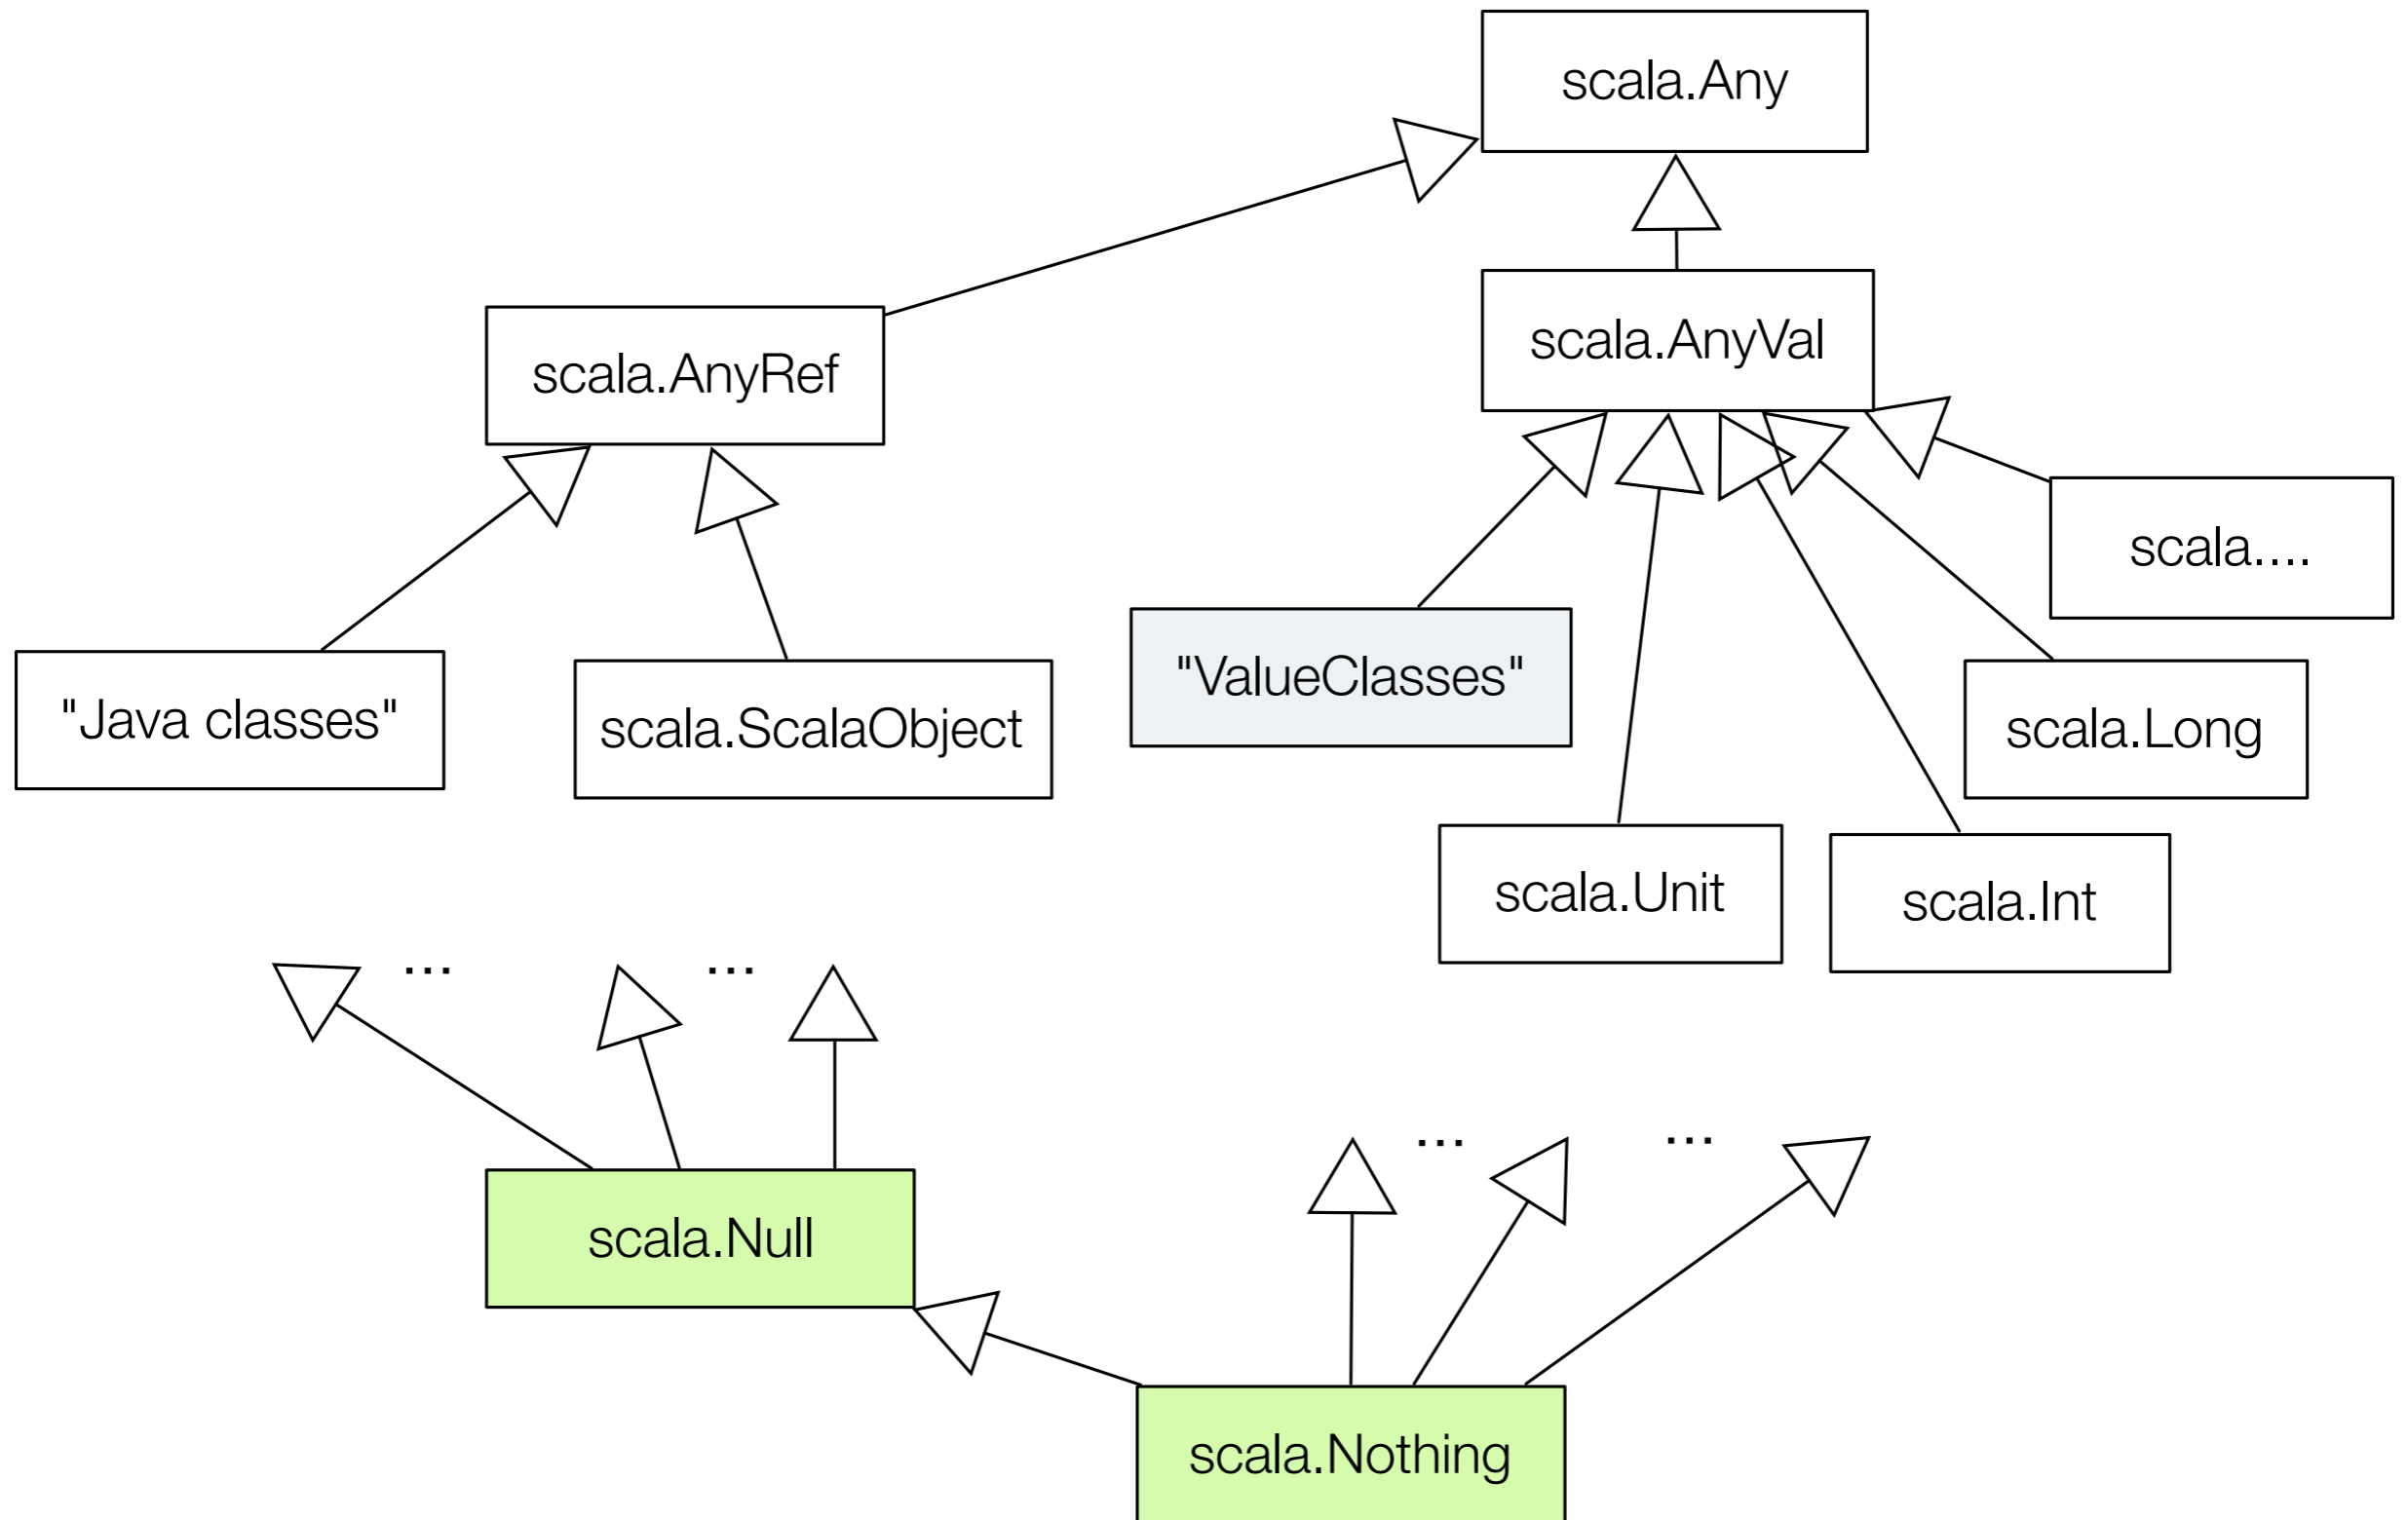 scala.Any
scala.AnyVal
scala.AnyRef
scala....
"ValueClasses"
"Java classes"
scala.ScalaObject
scala.Long
scala.Unit
scala.Int
...
...
...
...
scala.Null
scala.Nothing